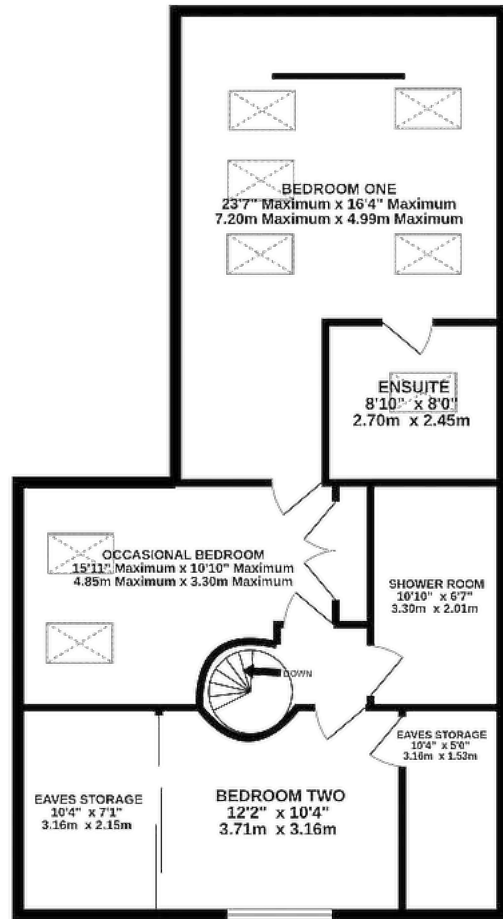 BEDROOM ONE
23'7" Maximum x 16'4" Maximum
7.20m Maximum x 4.99m Maximum
ENSUITE
8'10" x 8'0"
2.70m x 2.45m
OCCASIONAL BEDROOM
15'11" Maximum x 10'10" Maximum
4.85m Maximum x 3.30m Maximum
SHOWER ROOM
10'10" x 6'7"
3.30m x 2.01m
DOWN
EAVES STORAGE
10'4" x 5'0"
3.16m x 1.53m
EAVES STORAGE
10'4" x 7'1"
3.16m x 2.15m
BEDROOM TWO
12'2" x 10'4"
3.71m x 3.16m